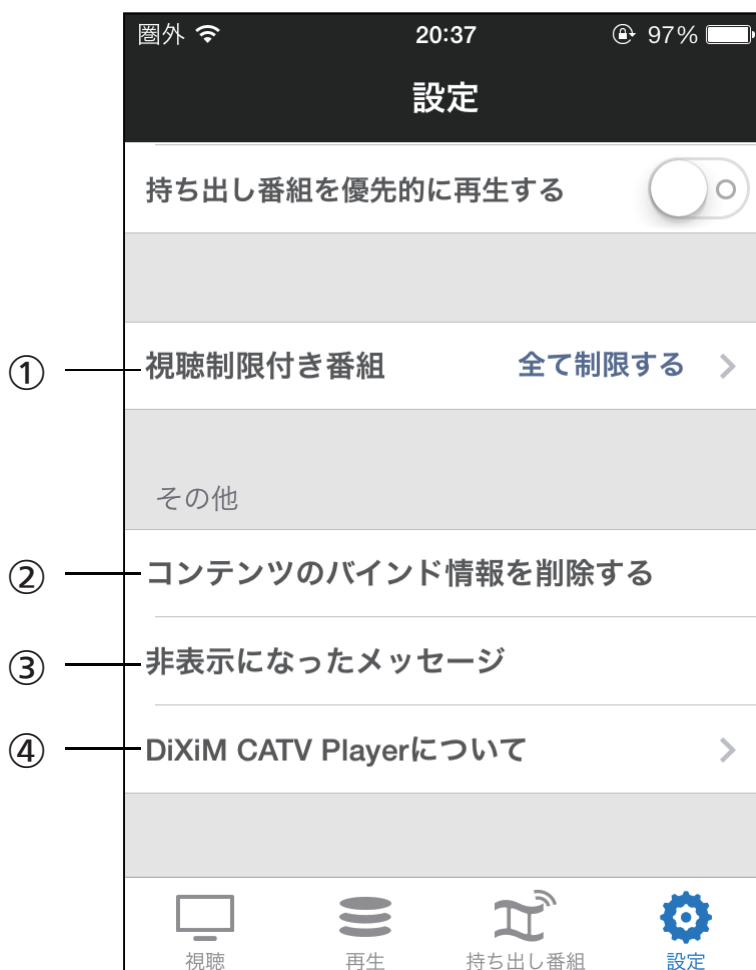 圏外 20:37 97%
設定
持ち出し番組を優先的に再生する
① 視聴制限付き番組 全て制限する
その他
② コンテンツのバインド情報を削除する
③ 非表示になったメッセージ
④ DiXiM CATV Playerについて
視聴 再生 持ち出し番組 設定